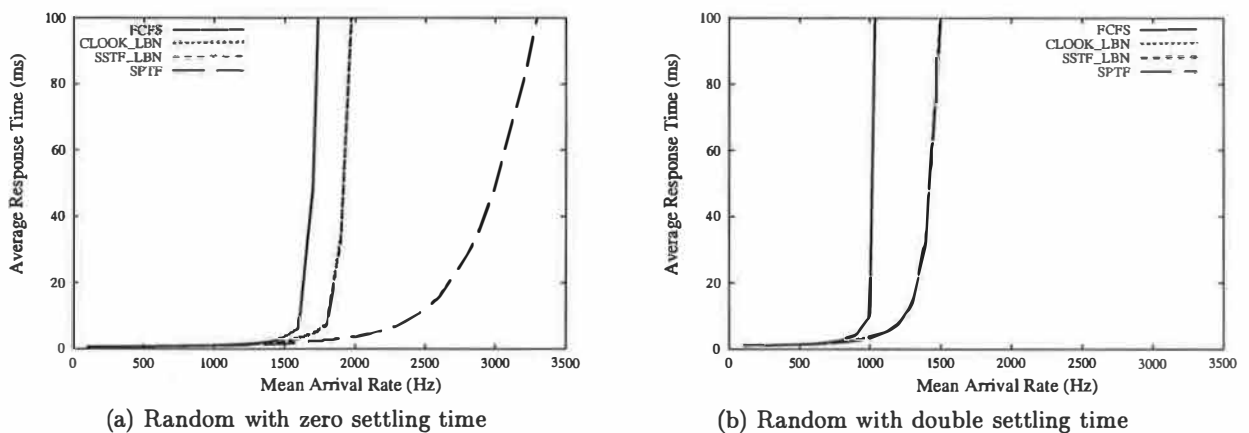 100
80
60
40
20
0
Average Response Time (ms)
FCFS
CLOOK_LBN
SSTF_LBN
SPTF
0 500 1000 1500 2000 2500 3000 3500
Mean Arrival Rate (Hz)
(a) Random with zero settling time
100
80
60
40
20
0
Average Response Time (ms)
FCFS
CLOOK_LBN
SSTF_LBN
SPTF
0 500 1000 1500 2000 2500 3000 3500
Mean Arrival Rate (Hz)
(b) Random with double settling time